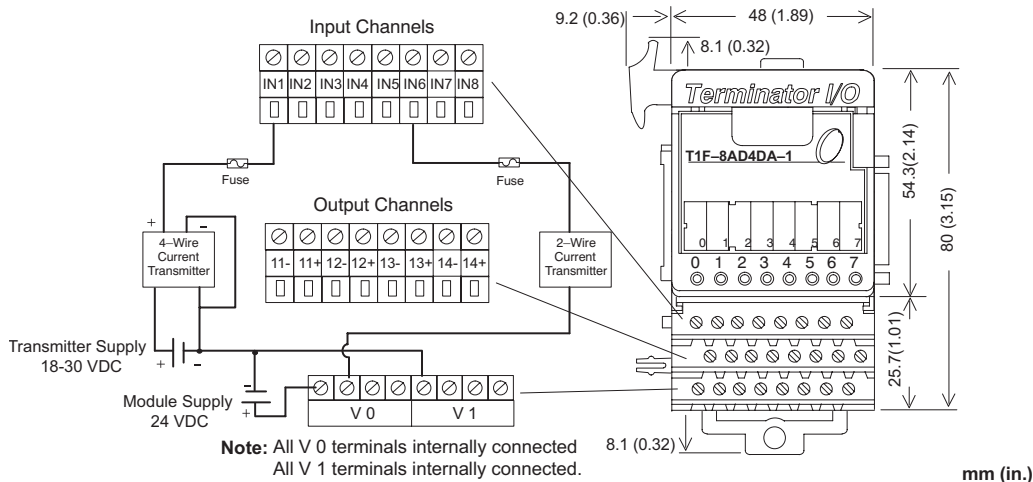 Input Channels
IN1 IN2 IN3 IN4 IN5 IN6 IN7 IN8
Fuse
Fuse
Output Channels
11- 11+ 12- 12+ 13- 13+ 14- 14+
+ -
4–Wire
Current
Transmitter
2–Wire
Current
Transmitter
Transmitter Supply
18-30 VDC
+ -
Module Supply
24 VDC
-
+
V 0 V 1
Note: All V 0 terminals internally connected
All V 1 terminals internally connected.
9.2 (0.36)
48 (1.89)
8.1 (0.32)
Terminator I/O
T1F–8AD4DA–1
0 1 2 3 4 5 6 7
0 1 2 3 4 5 6 7
54.3(2.14)
80 (3.15)
25.7(1.01)
8.1 (0.32)
mm (in.)